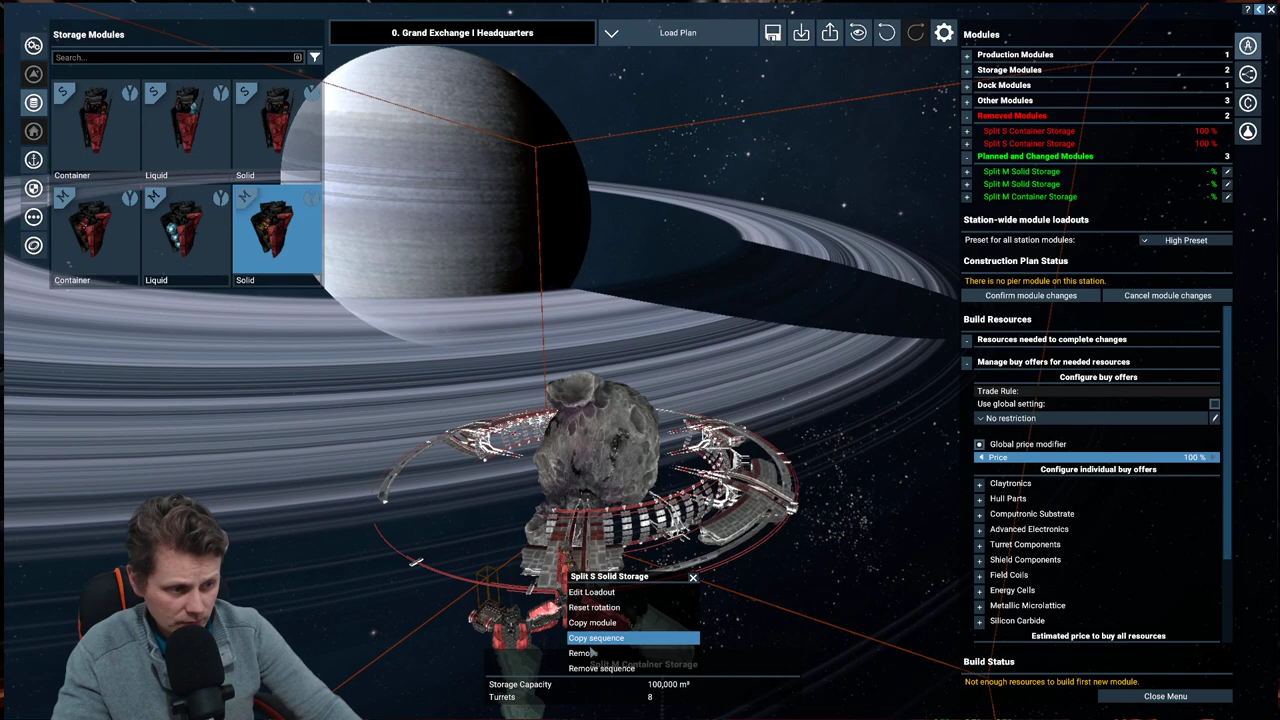 Storage Modules
Search...
S
S
S
Container
Liquid
Solid
M
M
M
Container
Liquid
Solid
0. Grand Exchange I Headquarters
Load Plan
?
Modules
Production Modules 1
Storage Modules 2
Dock Modules 1
Other Modules 3
Removed Modules 2
Split S Container Storage 100 %
Split S Container Storage 100 %
Planned and Changed Modules 3
Split M Solid Storage - %
Split M Solid Storage - %
Split M Container Storage - %
Station-wide module loadouts
Preset for all station modules: High Preset
Construction Plan Status
There is no pier module on this station.
Confirm module changes Cancel module changes
Build Resources
Resources needed to complete changes
Manage buy offers for needed resources
Configure buy offers
Trade Rule:
Use global setting:
No restriction
Global price modifier
Price 100 %
Configure individual buy offers
Claytronics
Hull Parts
Computronic Substrate
Advanced Electronics
Turret Components
Shield Components
Field Coils
Energy Cells
Metallic Microlattice
Silicon Carbide
Estimated price to buy all resources
Build Status
Not enough resources to build first new module.
Close Menu
Split S Solid Storage
Edit Loadout
Reset rotation
Copy module
Copy sequence
Remove
Remove sequence
Split M Container Storage
Storage Capacity 100,000 m³
Turrets 8